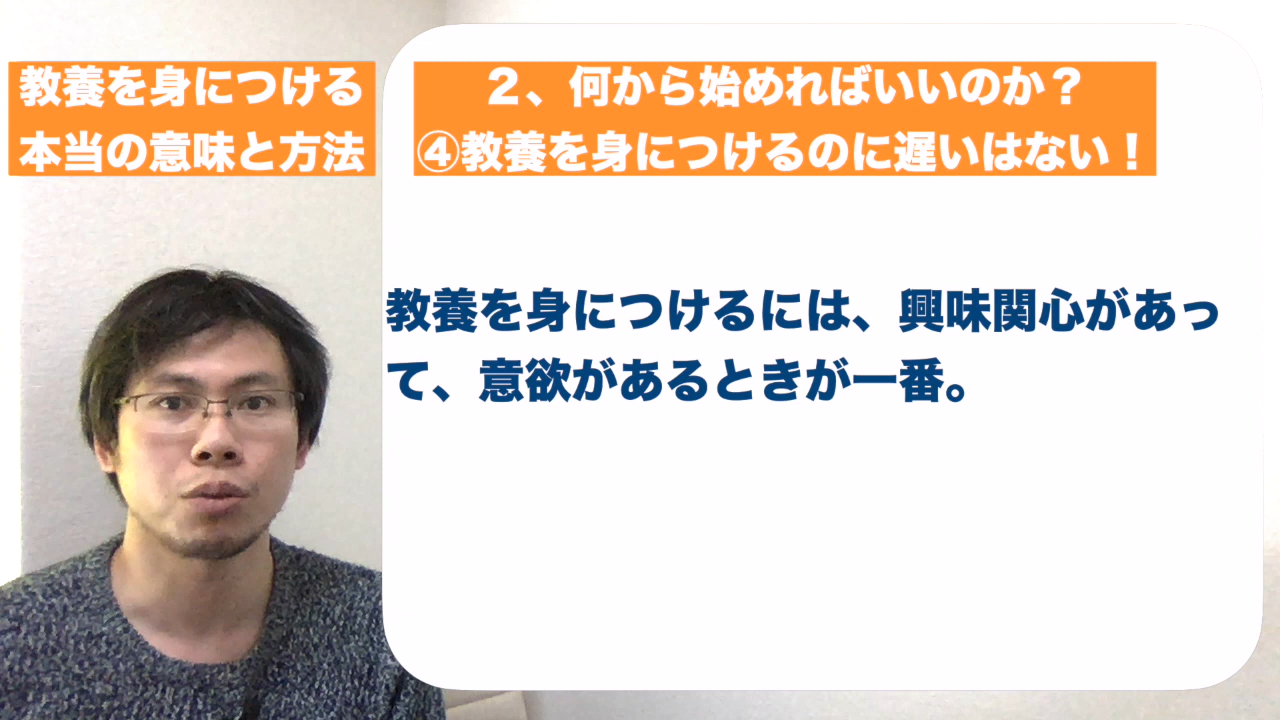 教養を身につける
本当の意味と方法
２、何から始めればいいのか？
④教養を身につけるのに遅いはない！
教養を身につけるには、興味関心があっ
て、意欲があるときが一番。